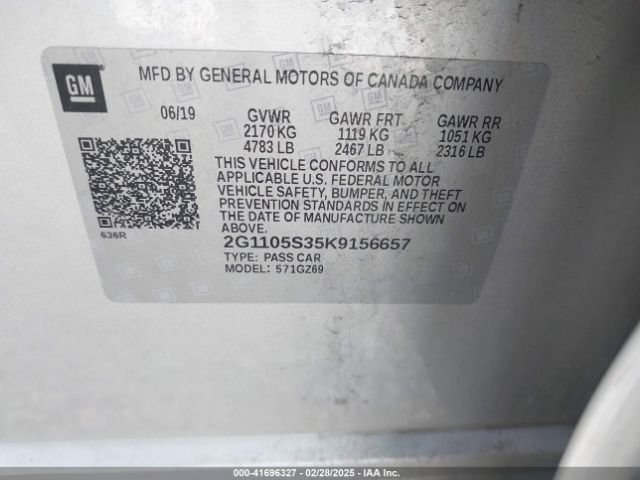 GM
MFD BY GENERAL MOTORS OF CANADA COMPANY
06/19 GVWR GAWR FRT GAWR RR
2170 KG 1119 KG 1051 KG
4783 LB 2467 LB 2316 LB
THIS VEHICLE CONFORMS TO ALL
APPLICABLE U.S. FEDERAL MOTOR
VEHICLE SAFETY, BUMPER, AND THEFT
PREVENTION STANDARDS IN EFFECT ON
THE DATE OF MANUFACTURE SHOWN
ABOVE.
636R
2G1105S35K9156657
TYPE: PASS CAR
MODEL: 571GZ69
000-41696327 | 02/28/2025 | IAA Inc.